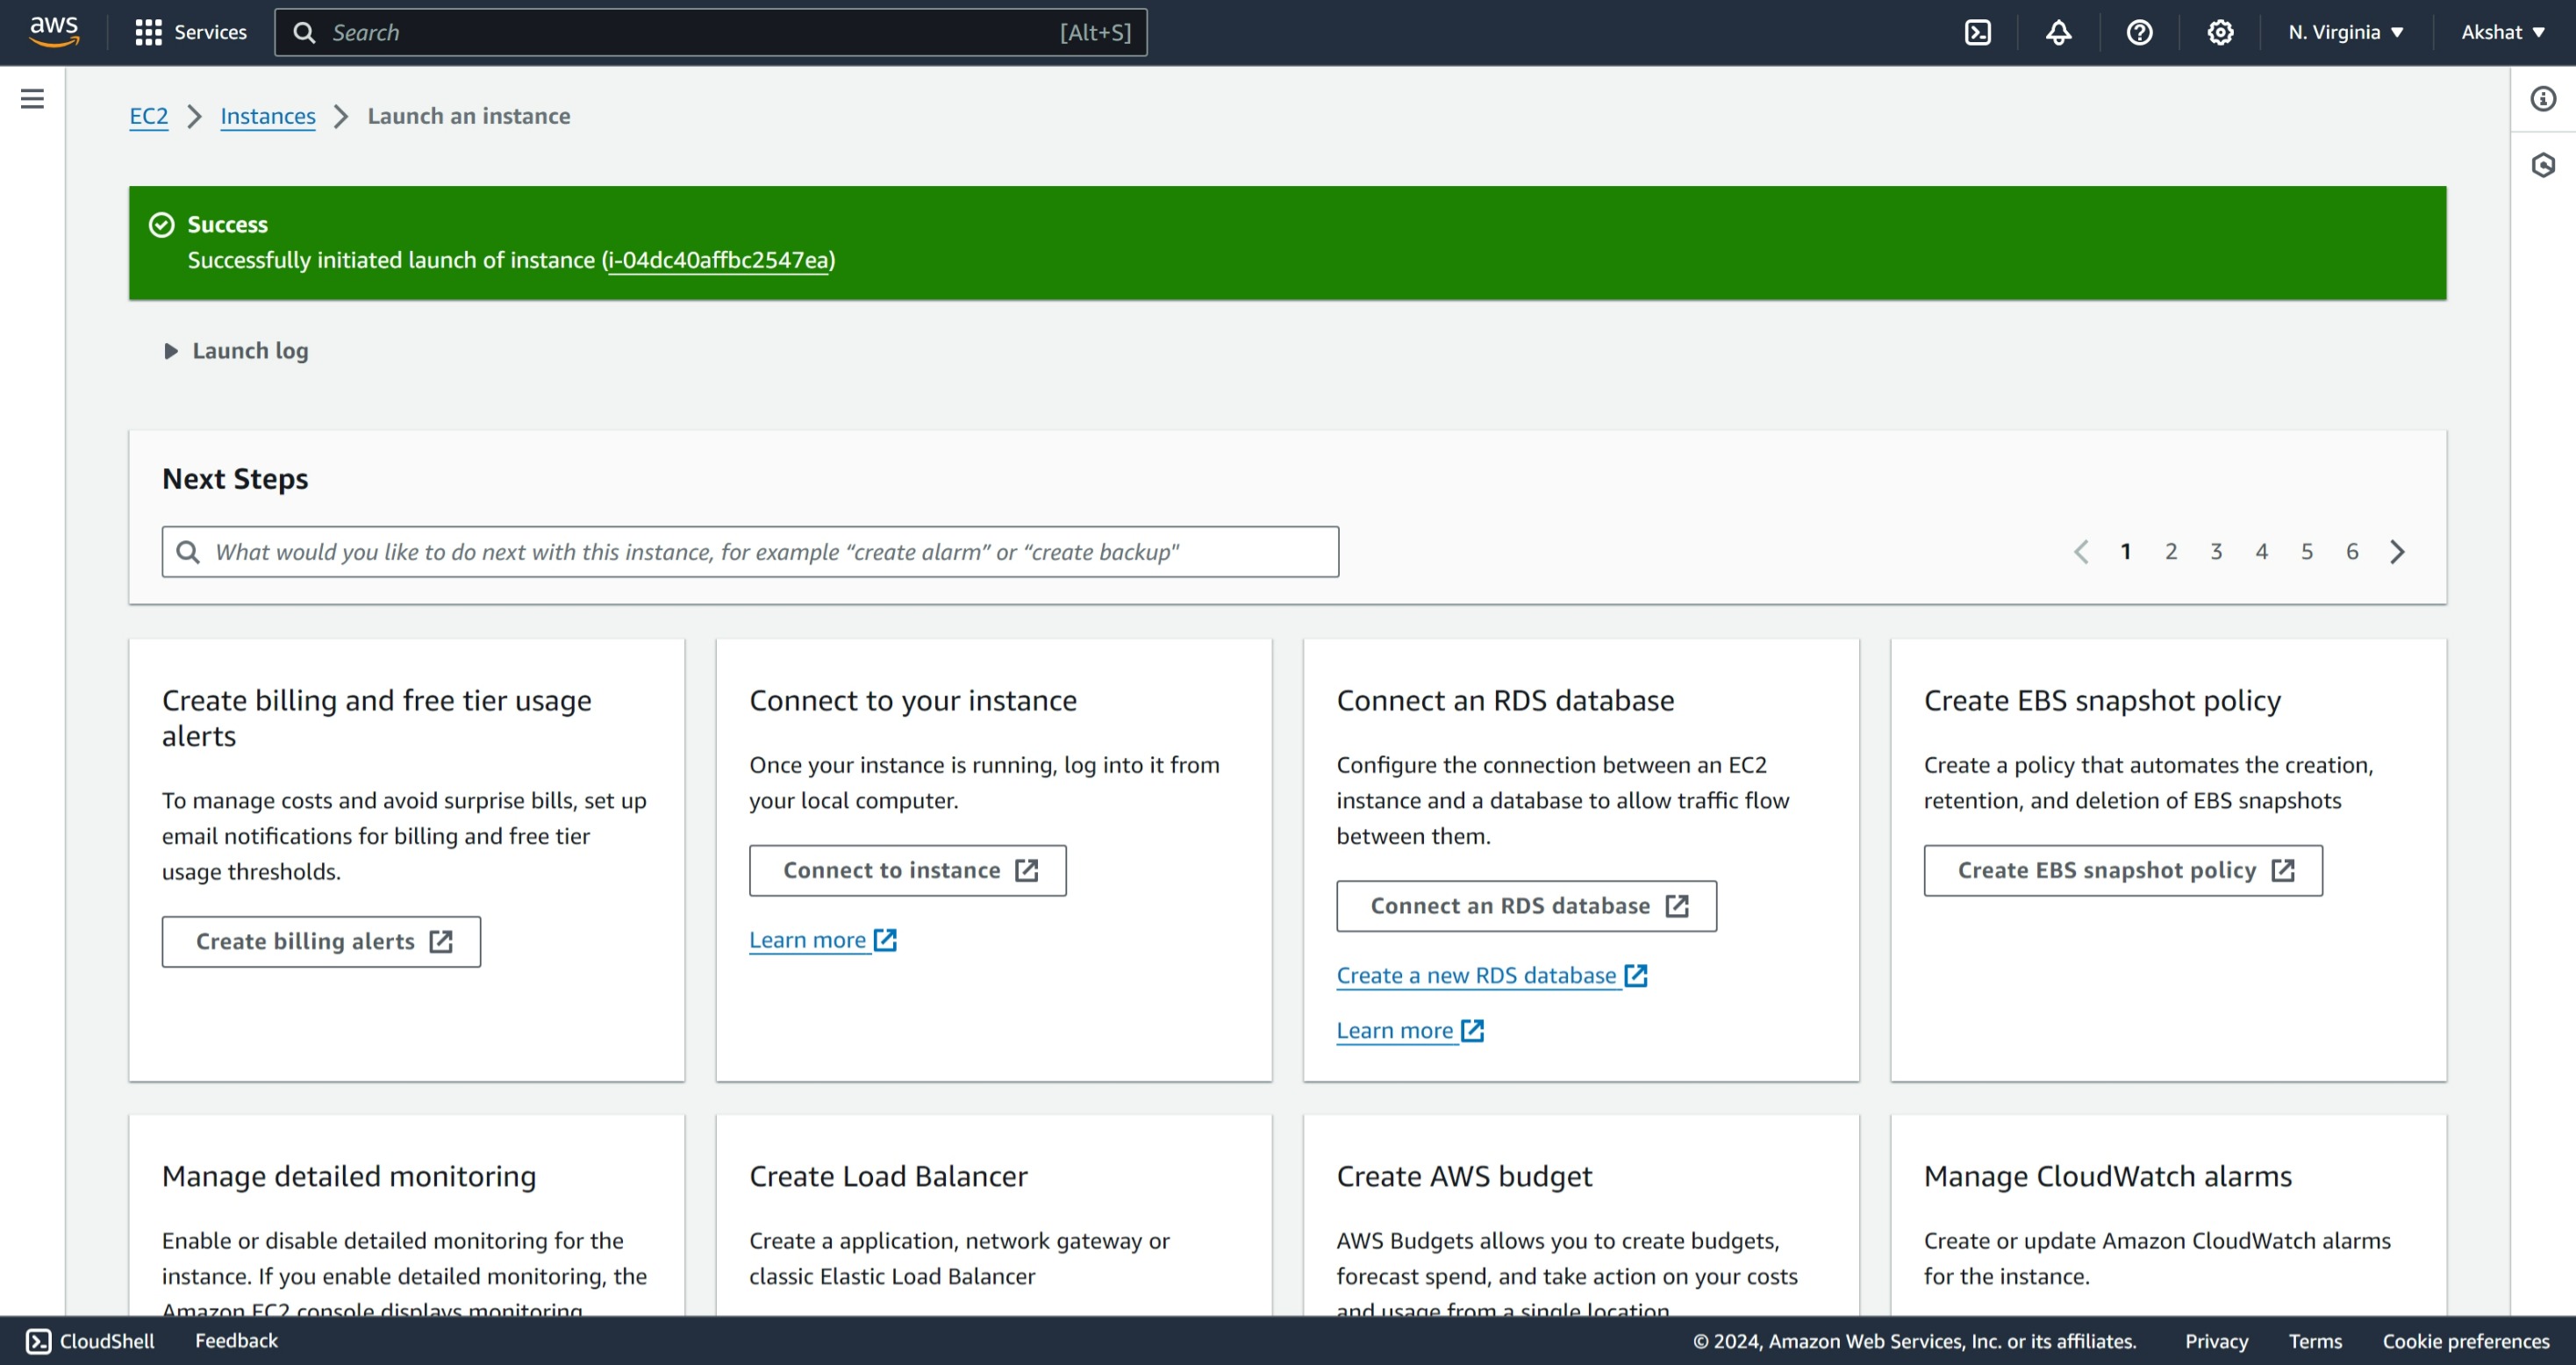 aws
Services
Search
[Alt+S]
N. Virginia
Akshat
EC2
Instances
Launch an instance
Success
Successfully initiated launch of instance (i-04dc40affbc2547ea)
Launch log
Next Steps
What would you like to do next with this instance, for example “create alarm” or “create backup"
1 2 3 4 5 6
Create billing and free tier usage
alerts
To manage costs and avoid surprise bills, set up
email notifications for billing and free tier
usage thresholds.
Create billing alerts
Connect to your instance
Once your instance is running, log into it from
your local computer.
Connect to instance
Learn more
Connect an RDS database
Configure the connection between an EC2
instance and a database to allow traffic flow
between them.
Connect an RDS database
Create a new RDS database
Learn more
Create EBS snapshot policy
Create a policy that automates the creation,
retention, and deletion of EBS snapshots
Create EBS snapshot policy
Manage detailed monitoring
Enable or disable detailed monitoring for the
instance. If you enable detailed monitoring, the
Amazon EC2 console displays monitoring
Create Load Balancer
Create a application, network gateway or
classic Elastic Load Balancer
Create AWS budget
AWS Budgets allows you to create budgets,
forecast spend, and take action on your costs
and usage from a single location
Manage CloudWatch alarms
Create or update Amazon CloudWatch alarms
for the instance.
CloudShell
Feedback
© 2024, Amazon Web Services, Inc. or its affiliates.
Privacy
Terms
Cookie preferences